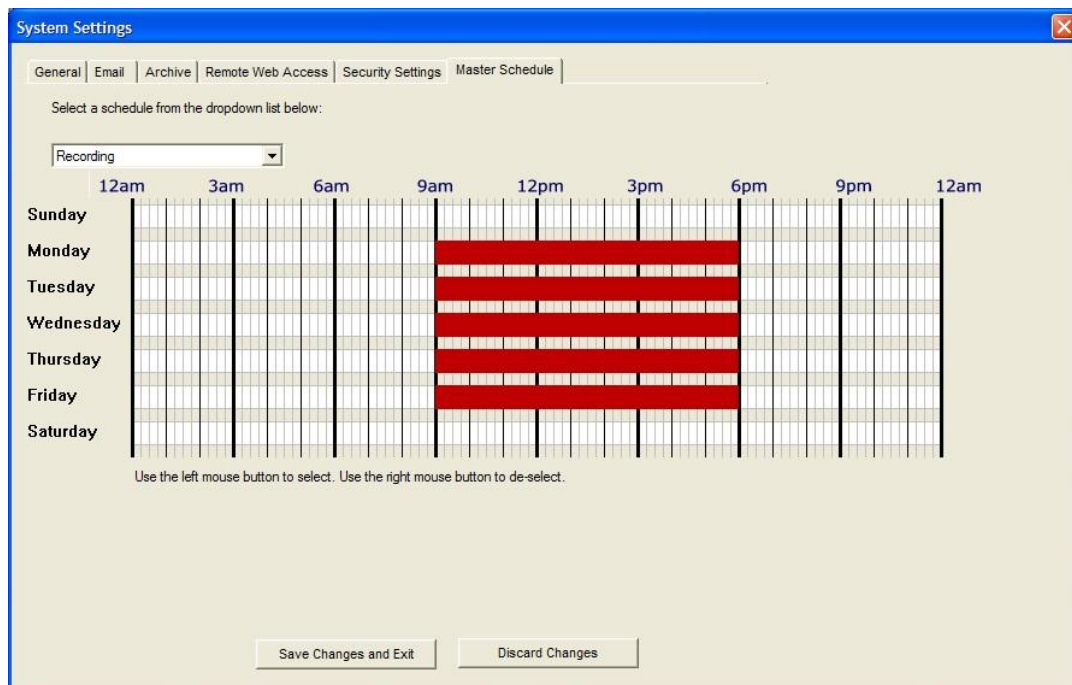 System Settings
General Email Archive Remote Web Access Security Settings Master Schedule
Select a schedule from the dropdown list below:
Recording
12am 3am 6am 9am 12pm 3pm 6pm 9pm 12am
Sunday
Monday
Tuesday
Wednesday
Thursday
Friday
Saturday
Use the left mouse button to select. Use the right mouse button to de-select.
Save Changes and Exit Discard Changes